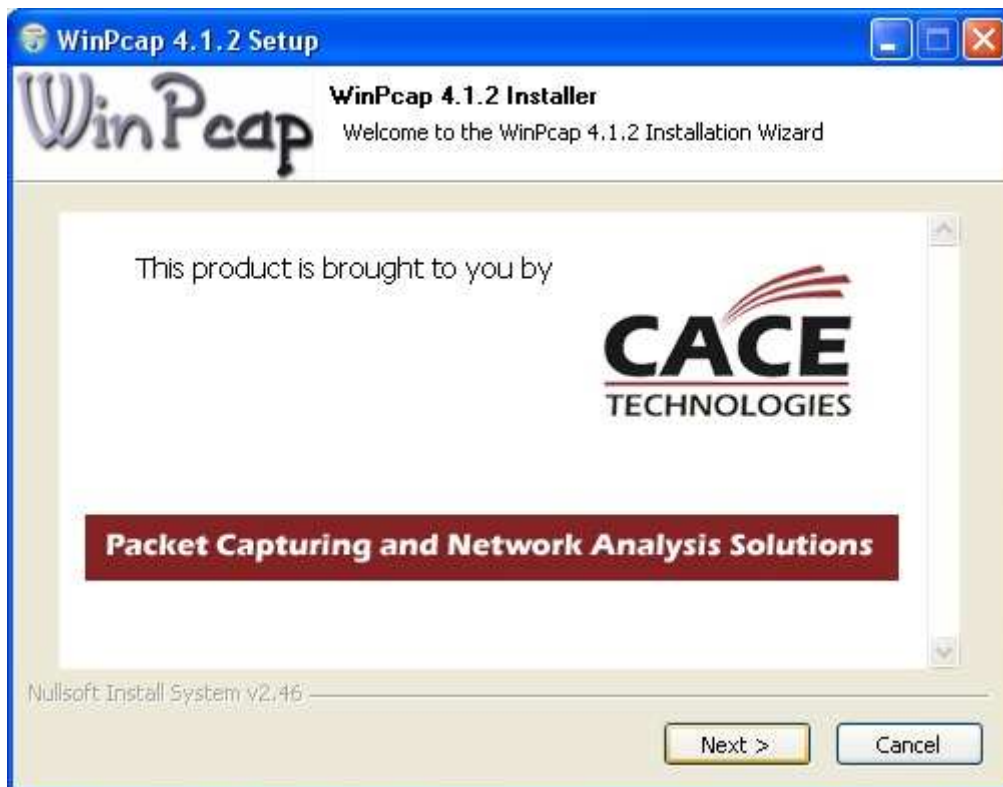 WinPcap 4.1.2 Setup
WinPcap
WinPcap 4.1.2 Installer
Welcome to the WinPcap 4.1.2 Installation Wizard
This product is brought to you by
CACE
TECHNOLOGIES
Packet Capturing and Network Analysis Solutions
Nullsoft Install System v2.46
Next >
Cancel